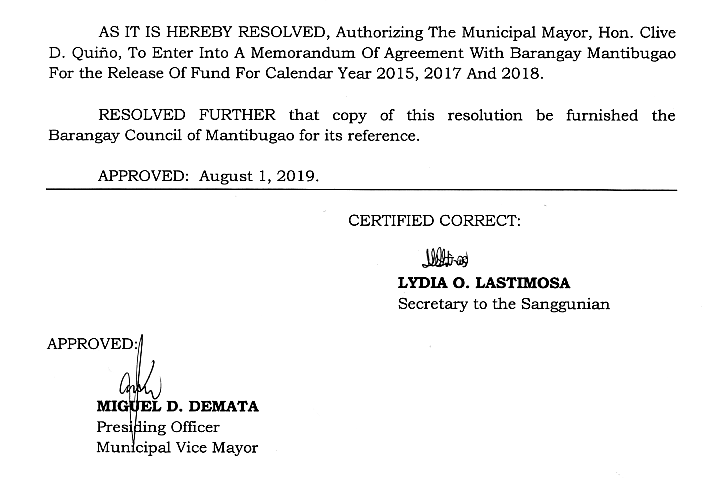 AS IT IS HEREBY RESOLVED, Authorizing The Municipal Mayor, Hon. Clive
D. Quiño, To Enter Into A Memorandum Of Agreement With Barangay Mantibugao
For the Release Of Fund For Calendar Year 2015, 2017 And 2018.
RESOLVED FURTHER that copy of this resolution be furnished the
Barangay Council of Mantibugao for its reference.
APPROVED: August 1, 2019.
CERTIFIED CORRECT:
LYDIA O. LASTIMOSA
Secretary to the Sanggunian
APPROVED:
MIGUEL D. DEMATA
Presiding Officer
Municipal Vice Mayor